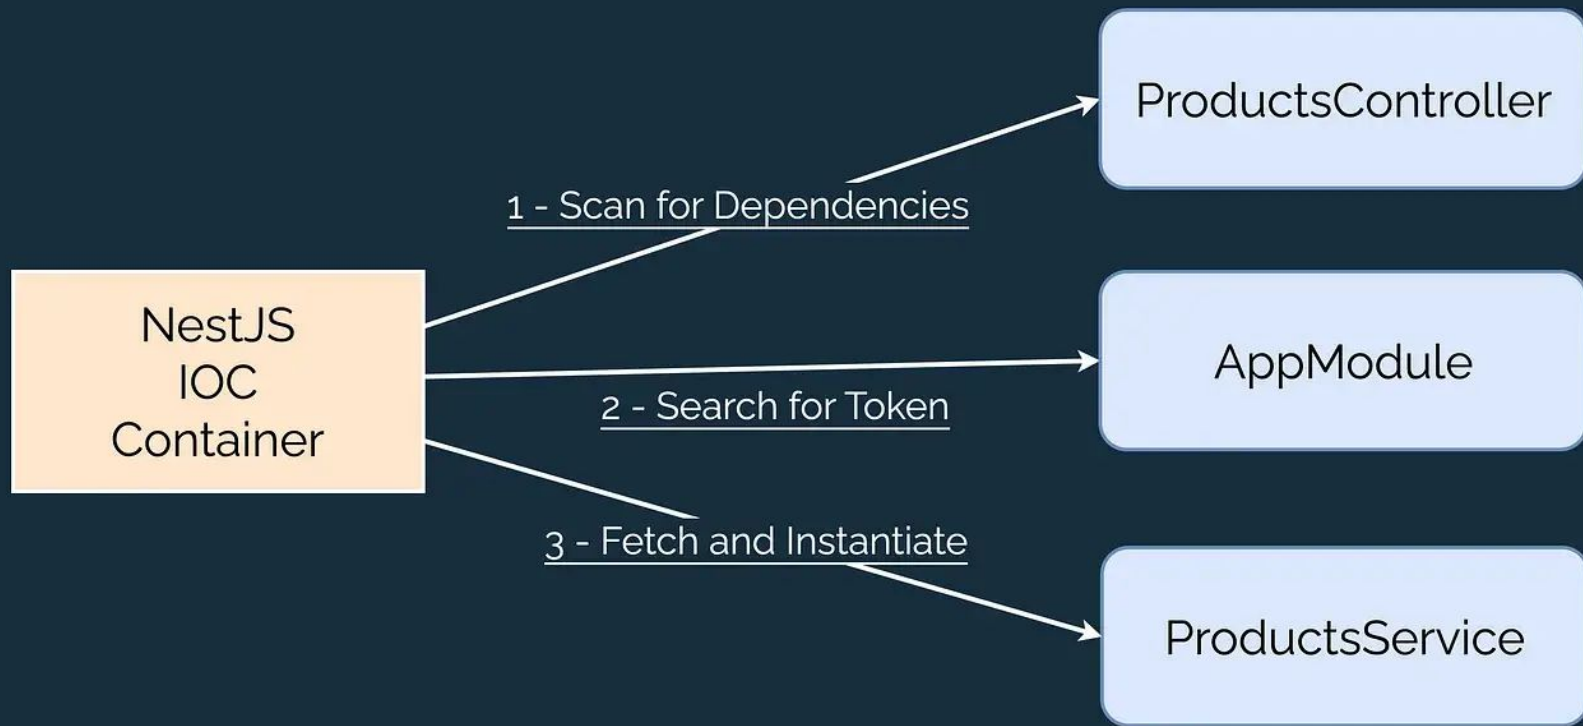 ProductsController
1 - Scan for Dependencies
NestJS
IOC
Container
AppModule
2 - Search for Token
3 - Fetch and Instantiate
ProductsService